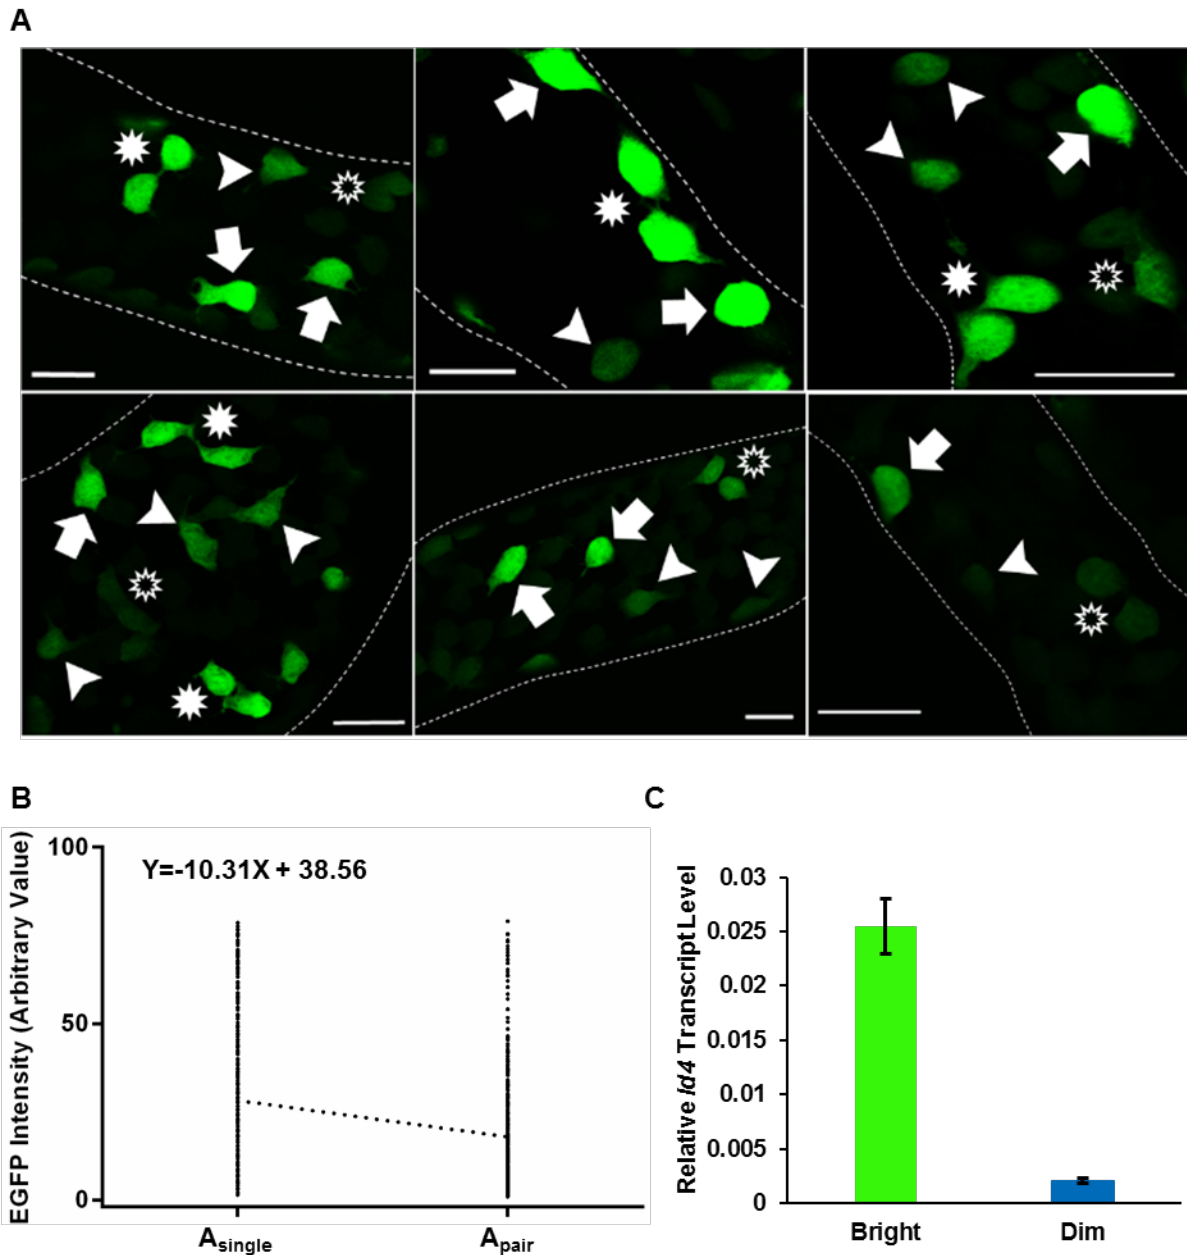 A
B
C
EGFP Intensity (Arbitrary Value)
100
50
0
Y=-10.31X + 38.56
Asingle
Apair
Relative Id4 Transcript Level
0.03
0.025
0.02
0.015
0.01
0.005
0
Bright
Dim